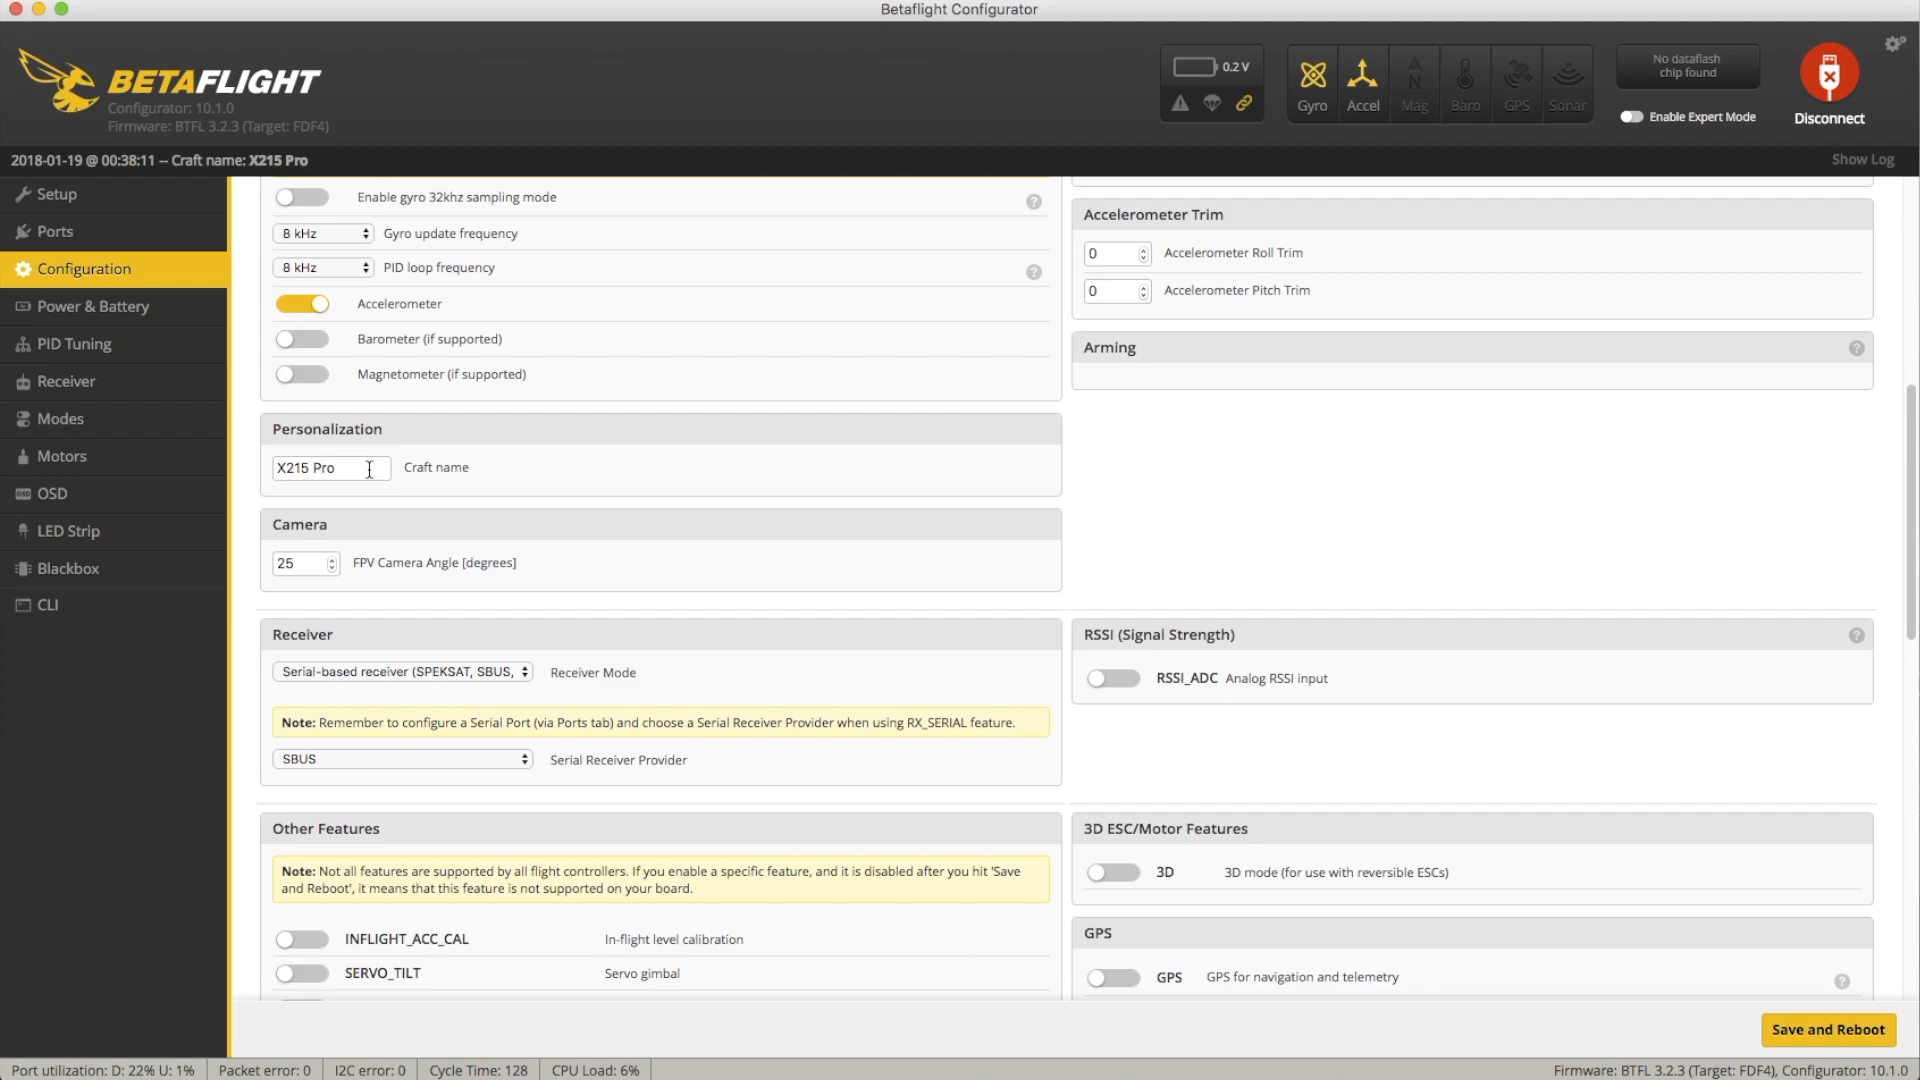 Betaflight Configurator
BETAFLIGHT
Configurator: 10.1.0
Firmware: BTFL 3.2.3 (Target: FDF4)
0.2 V
Gyro
Accel
Mag
Baro
GPS
Sonar
No dataflash
chip found
Enable Expert Mode
Disconnect
2018-01-19 @ 00:38:11 -- Craft name: X215 Pro
Show Log
Setup
Ports
Configuration
Power & Battery
PID Tuning
Receiver
Modes
Motors
OSD
LED Strip
Blackbox
CLI
Enable gyro 32khz sampling mode
8 kHz Gyro update frequency
8 kHz PID loop frequency
Accelerometer
Barometer (if supported)
Magnetometer (if supported)
Accelerometer Trim
0 Accelerometer Roll Trim
0 Accelerometer Pitch Trim
Arming
Personalization
X215 Pro Craft name
Camera
25 FPV Camera Angle [degrees]
Receiver
Serial-based receiver (SPEKSAT, SBUS, Receiver Mode
Note: Remember to configure a Serial Port (via Ports tab) and choose a Serial Receiver Provider when using RX_SERIAL feature.
SBUS Serial Receiver Provider
RSSI (Signal Strength)
RSSI_ADC Analog RSSI input
Other Features
Note: Not all features are supported by all flight controllers. If you enable a specific feature, and it is disabled after you hit 'Save
and Reboot', it means that this feature is not supported on your board.
INFLIGHT_ACC_CAL In-flight level calibration
SERVO_TILT Servo gimbal
3D ESC/Motor Features
3D 3D mode (for use with reversible ESCs)
GPS
GPS GPS for navigation and telemetry
Save and Reboot
Port utilization: D: 22% U: 1% Packet error: 0 I2C error: 0 Cycle Time: 128 CPU Load: 6% Firmware: BTFL 3.2.3 (Target: FDF4), Configurator: 10.1.0